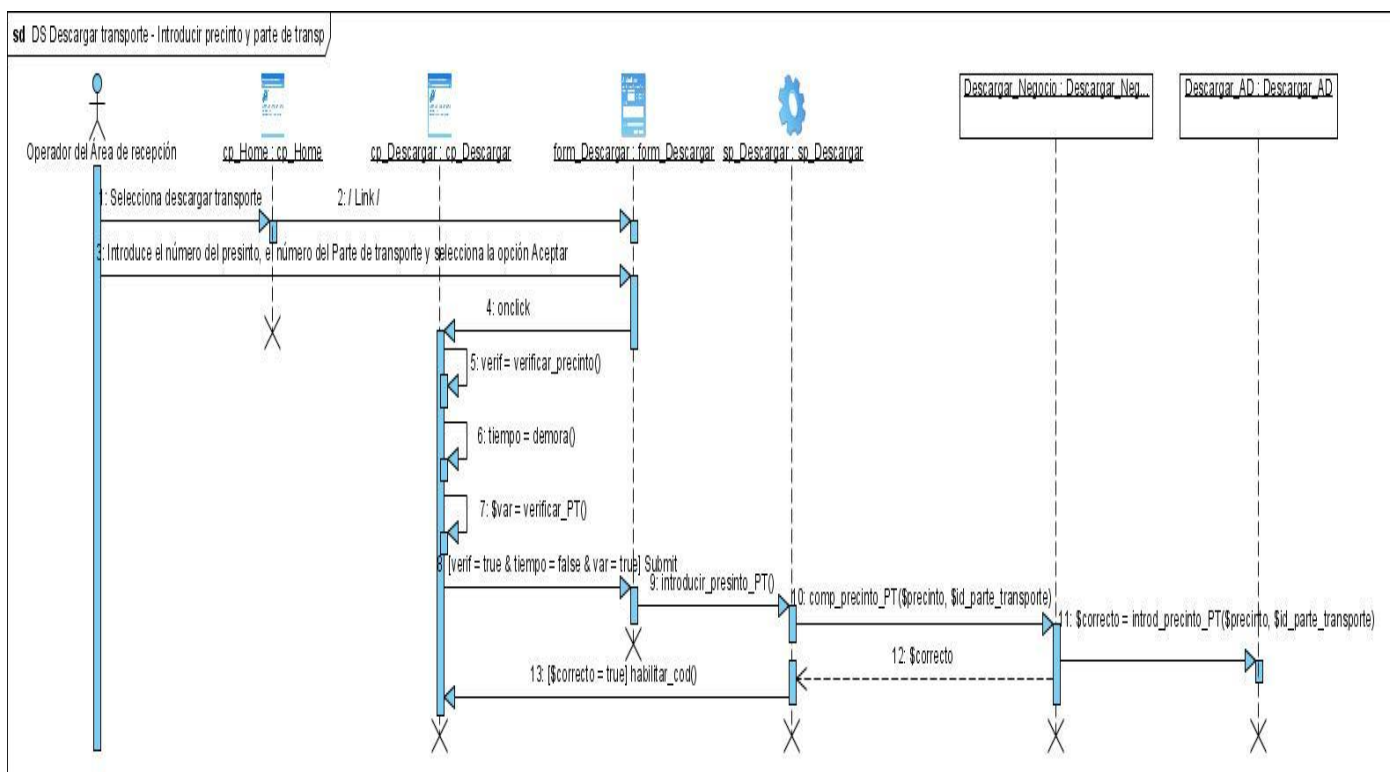 sd DS Descargar transporte - Introducir precinto y parte de transp
Operador del Área de recepción
cp_Home : cp_Home
cp_Descargar : cp_Descargar
form_Descargar : form_Descargar
sp_Descargar : sp_Descargar
Descargar_Negocio : Descargar_Neg...
Descargar_AD : Descargar_AD
1: Selecciona descargar transporte
2: / Link /
3: Introduce el número del presinto, el número del Parte de transporte y selecciona la opción Aceptar
4: onclick
5: verif = verificar_precinto()
6: tiempo = demora()
7: $var = verificar_PT()
8: [verif = true & tiempo = false & var = true] Submit
9: introducir_presinto_PT()
10: comp_precinto_PT($precinto, $id_parte_transporte)
11: $correcto = introd_precinto_PT($precinto, $id_parte_transporte)
12: $correcto
13: [$correcto = true] habilitar_cod()